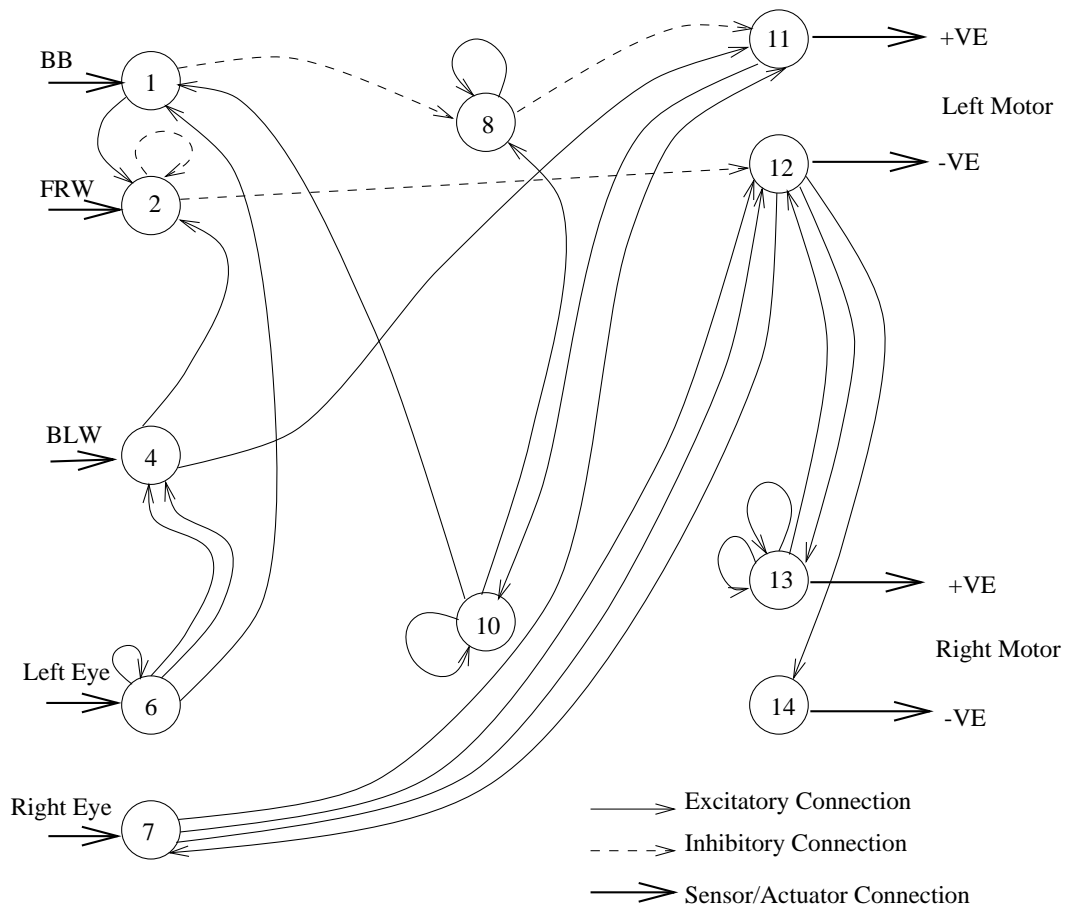 BB
1
11
+VE
Left Motor
8
FRW
2
12
-VE
BLW
4
13
+VE
10
Right Motor
Left Eye
6
14
-VE
Right Eye
7
Excitatory Connection
Inhibitory Connection
Sensor/Actuator Connection